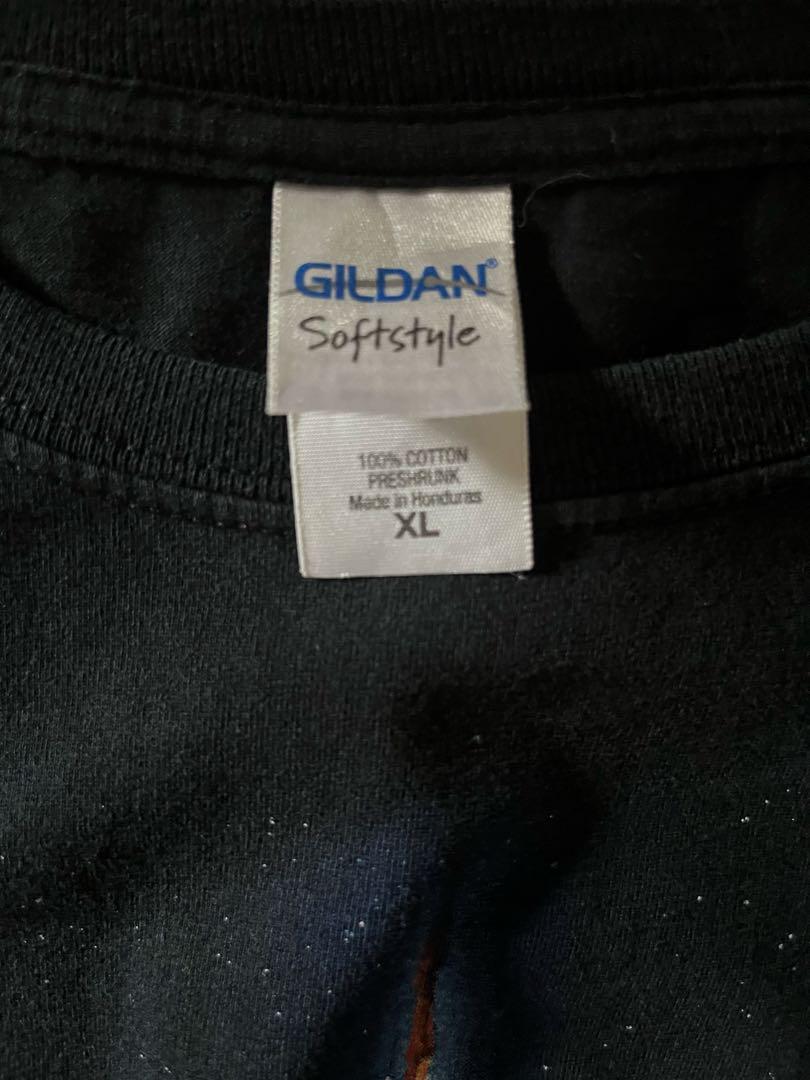 GILDAN®
Softstyle
100% COTTON
PRESHRUNK
Made in Honduras
XL